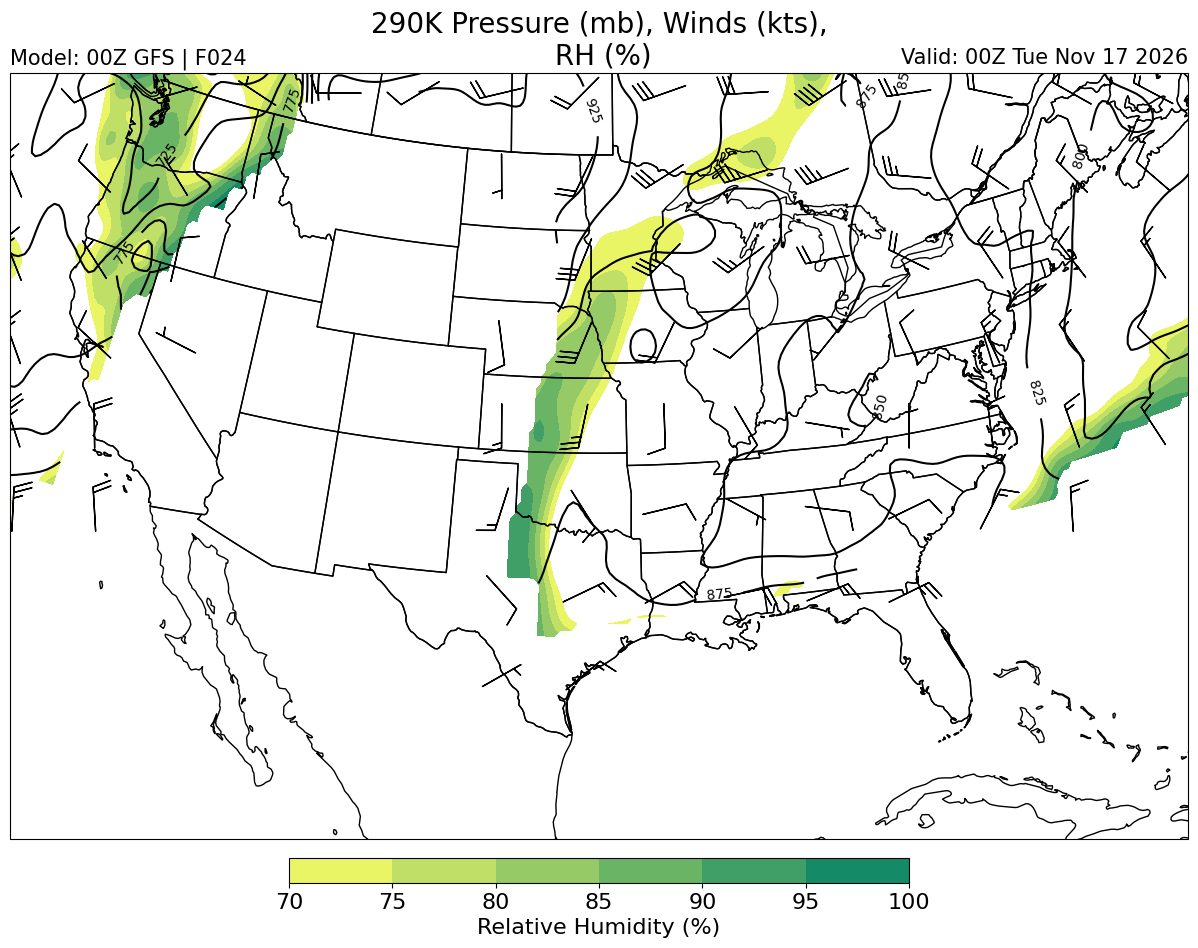 290K Pressure (mb), Winds (kts),
RH (%)
Model: 00Z GFS | F024
Valid: 00Z Tue Nov 17 2026
775
925
875
85
725
800
775
825
850
875
70 75 80 85 90 95 100
Relative Humidity (%)